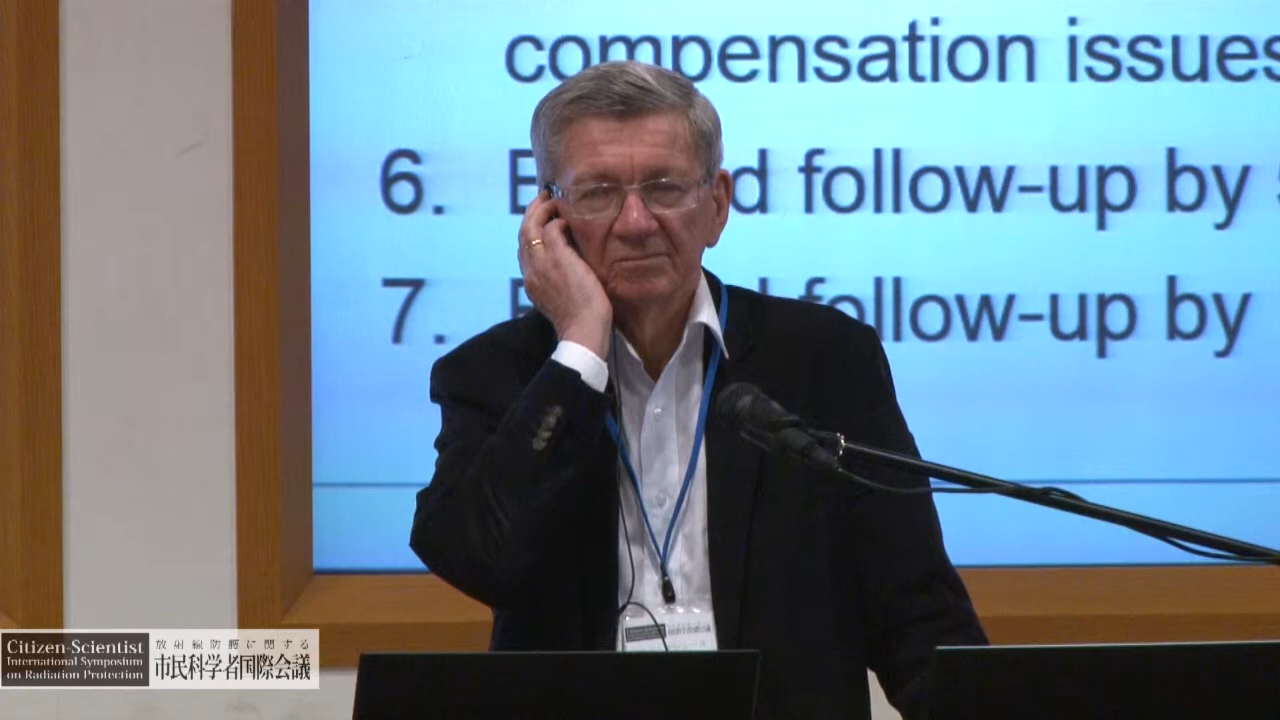 compensation issues
6. follow-up by
7. follow-up by
Citizen-Scientist
International Symposium
on Radiation Protection
放射線防護に関する
市民科学者国際会議